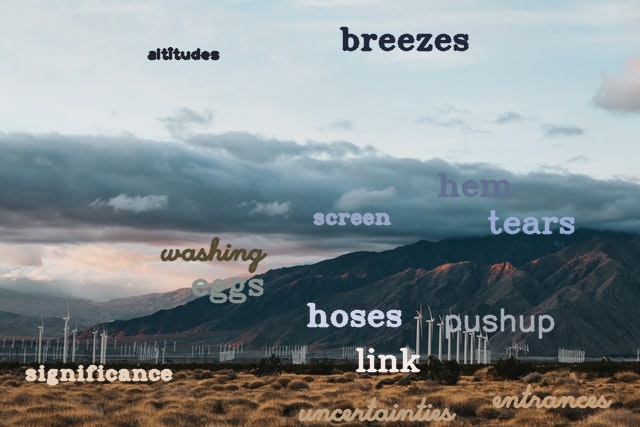 breezes
altitudes
hem
screen
tears
washing
eggs
hoses
pushup
link
significance
entrances
uncertainties